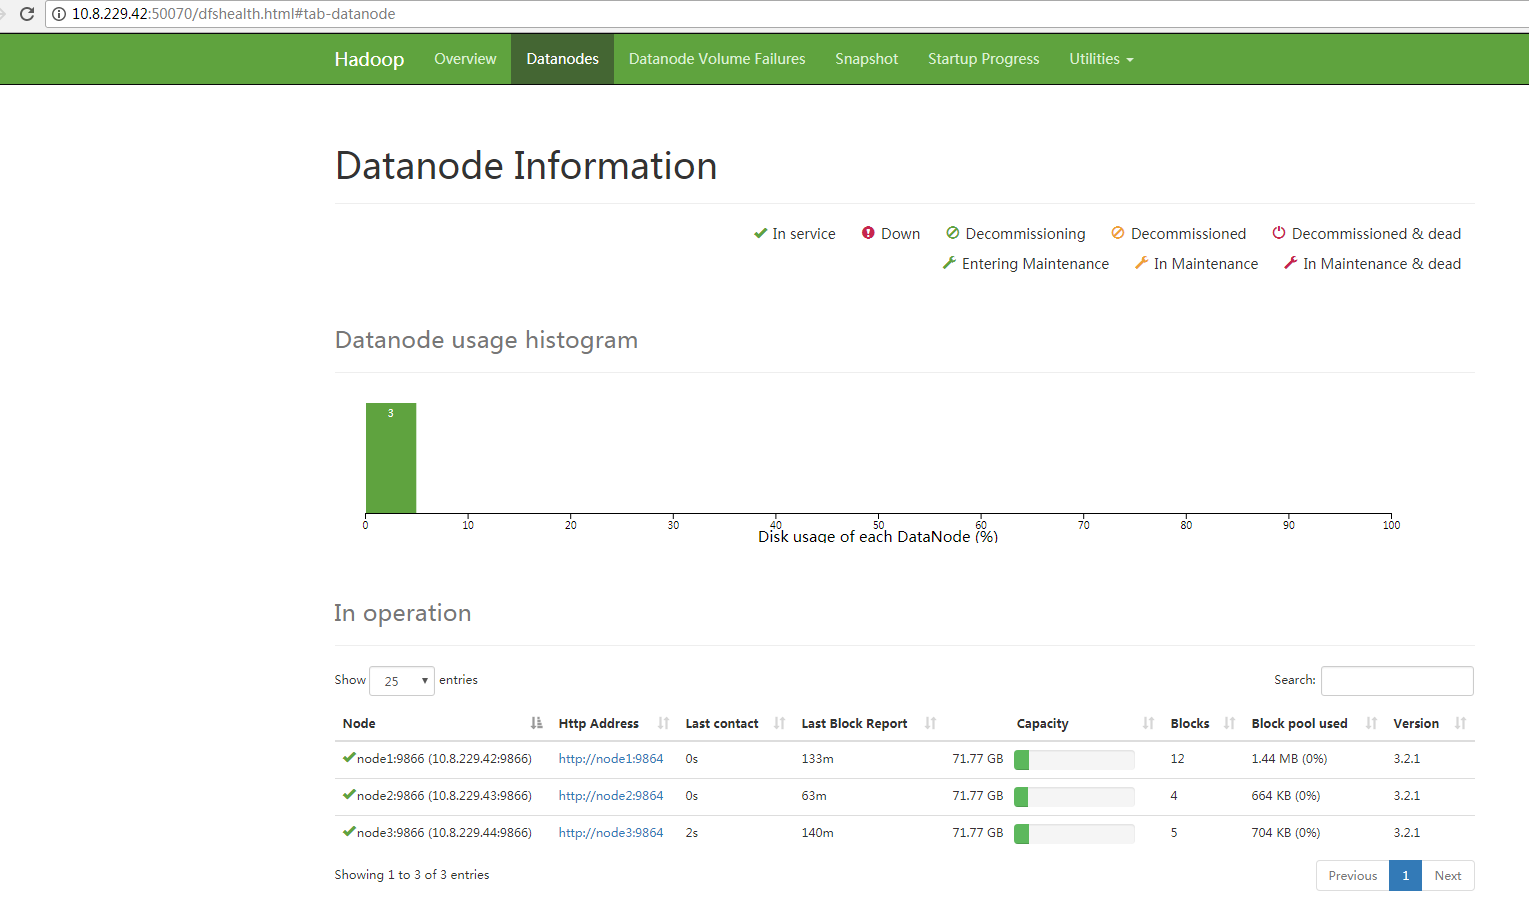 10.8.229.42:50070/dfshealth.html#tab-datanode
Hadoop Overview Datanodes Datanode Volume Failures Snapshot Startup Progress Utilities
Datanode Information
In service Down Decommissioning Decommissioned Decommissioned & dead
Entering Maintenance In Maintenance In Maintenance & dead
Datanode usage histogram
3
0 10 20 30 40 50 60 70 80 90 100
Disk usage of each DataNode (%)
In operation
Show 25 entries Search:
Node Http Address Last contact Last Block Report Capacity Blocks Block pool used Version
node1:9866 (10.8.229.42:9866) http://node1:9864 0s 133m 71.77 GB 12 1.44 MB (0%) 3.2.1
node2:9866 (10.8.229.43:9866) http://node2:9864 0s 63m 71.77 GB 4 664 KB (0%) 3.2.1
node3:9866 (10.8.229.44:9866) http://node3:9864 2s 140m 71.77 GB 5 704 KB (0%) 3.2.1
Showing 1 to 3 of 3 entries Previous 1 Next